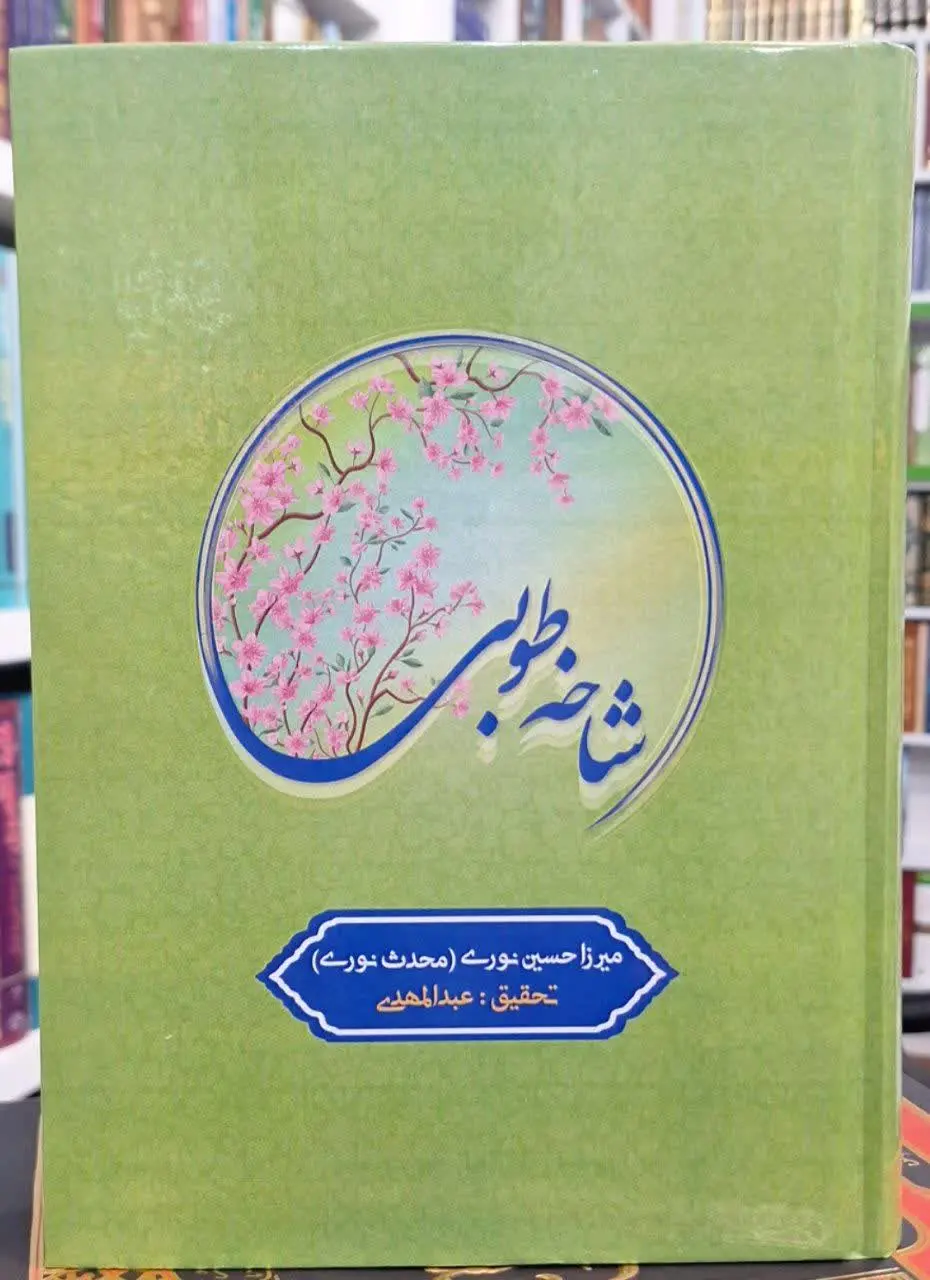 شاخه طوبی
میرزا حسین نوری (محدث نوری)
تحقیق : عبدالمهدی